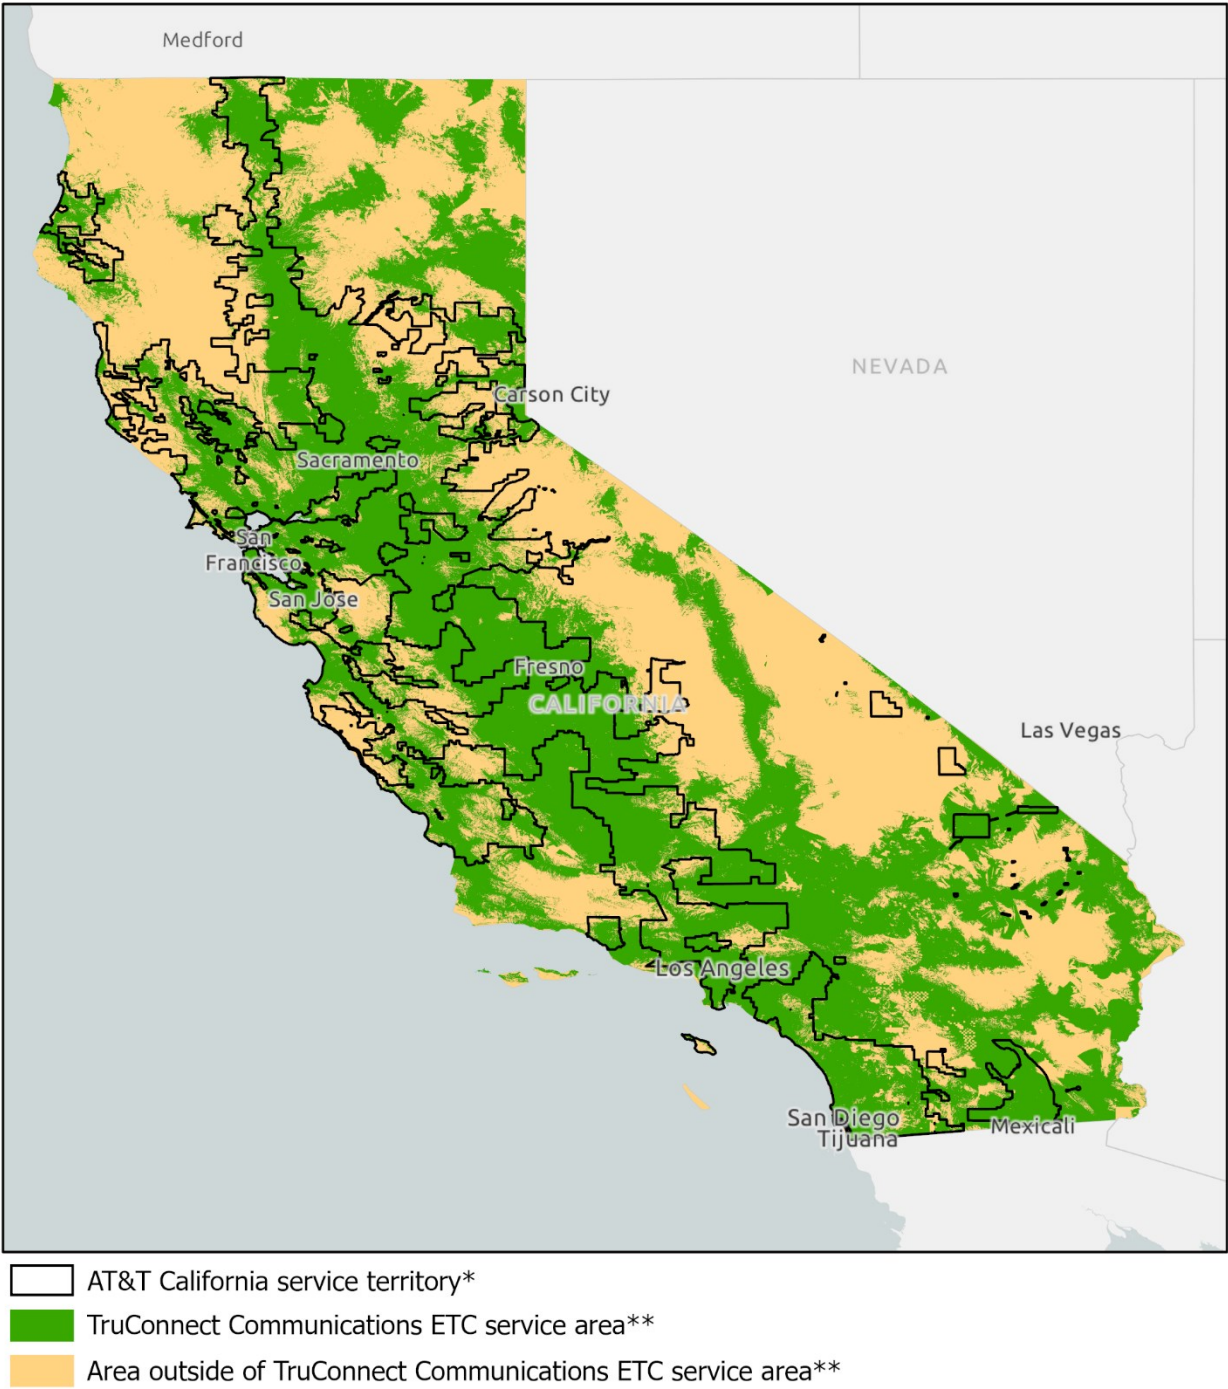 Medford
NEVADA
Carson City
Sacramento
San
Francisco
San Jose
Fresno
CALIFORNIA
Las Vegas
Los Angeles
San Diego
Tijuana
Mexicali
AT&T California service territory*
TruConnect Communications ETC service area**
Area outside of TruConnect Communications ETC service area**